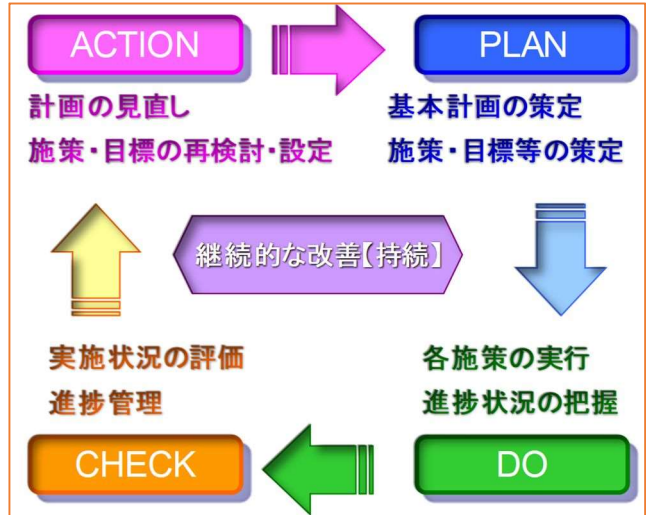 ACTION
PLAN
計画の見直し
施策・目標の再検討・設定
基本計画の策定
施策・目標等の策定
継続的な改善【持続】
実施状況の評価
進捗管理
各施策の実行
進捗状況の把握
CHECK
DO